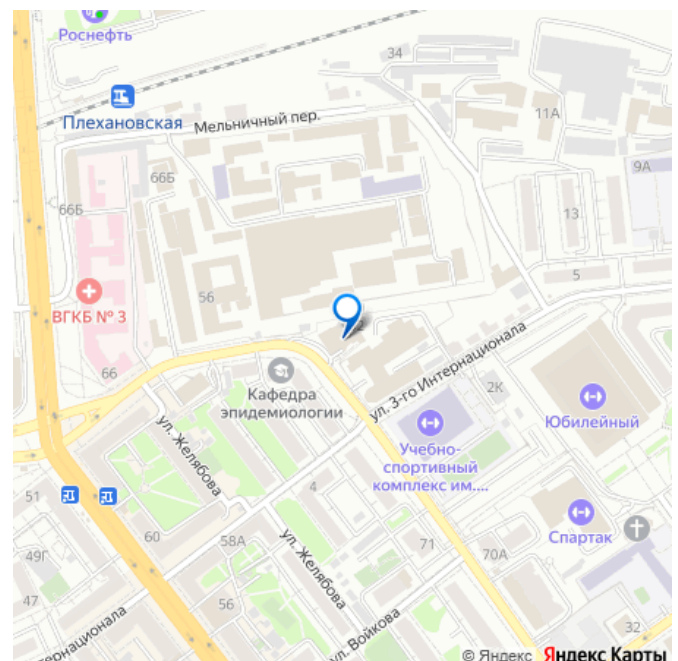 Роснефть
34
Плехановская
Мельничный пер.
11А
66Б
9А
66Б
13
56
5
ВГКБ № 3
2
66
ул. 3-го Интернационала
Кафедра
эпидемиологии
2К
Юбилейный
Учебно-
спортивный
комплекс им....
ул. Желябова
51
4
60
58А
71
70А
Спартак
49Г
ул. Желябова
47
56
ул. Войкова
32
тернационала
© Яндекс Яндекс Карты